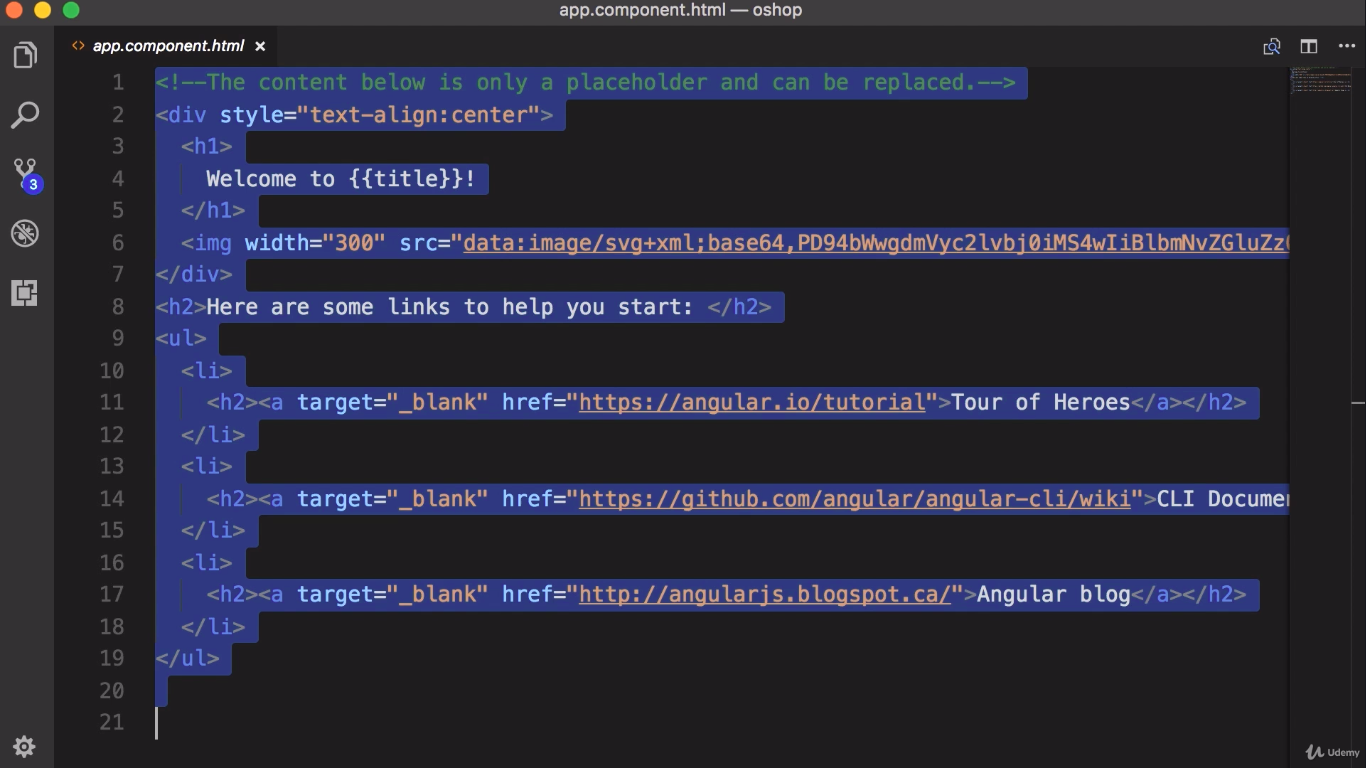 app.component.html — oshop
app.component.html
3
1 <!--The content below is only a placeholder and can be replaced.-->
2 <div style="text-align:center">
3   <h1>
4     Welcome to {{title}}!
5   </h1>
6   <img width="300" src="data:image/svg+xml;base64,PD94bWwgdmVyc2lvbj0iMS4wIiBlbmNvZGluZz
7 </div>
8 <h2>Here are some links to help you start: </h2>
9 <ul>
10   <li>
11     <h2><a target="_blank" href="https://angular.io/tutorial">Tour of Heroes</a></h2>
12   </li>
13   <li>
14     <h2><a target="_blank" href="https://github.com/angular/angular-cli/wiki">CLI Documen
15   </li>
16   <li>
17     <h2><a target="_blank" href="http://angularjs.blogspot.ca/">Angular blog</a></h2>
18   </li>
19 </ul>
20
21
Udemy